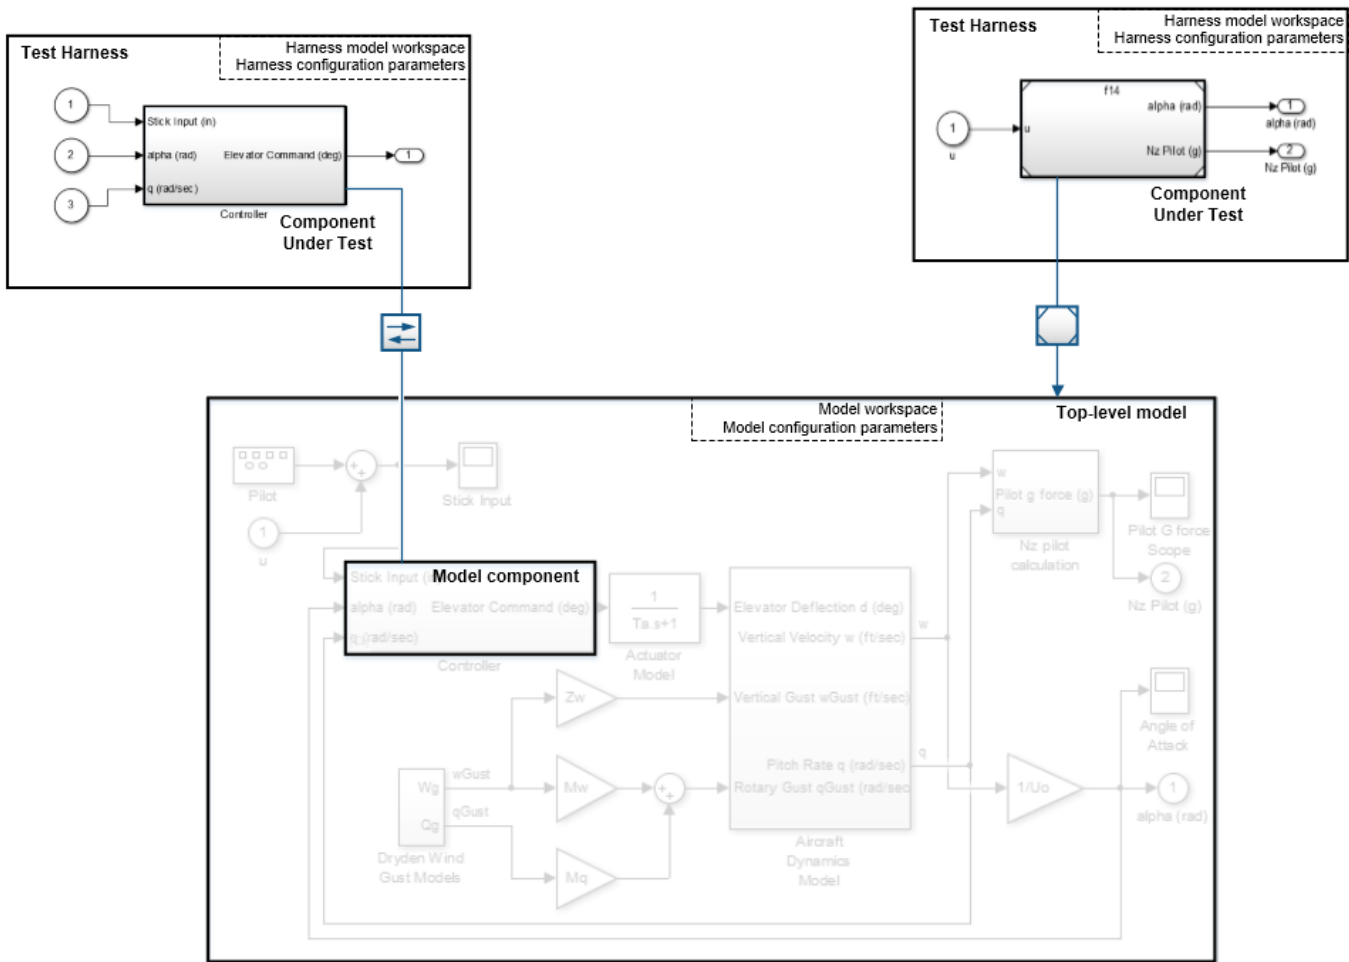 Test Harness
Harness model workspace
Harness configuration parameters
1
2
3
Stick Input (in)
alpha (rad)
q (rad/sec)
Elevator Command (deg)
1
Controller
Component
Under Test
Test Harness
Harness model workspace
Harness configuration parameters
f14
1
u
u
alpha (rad)
Nz Pilot (g)
1
alpha (rad)
2
Nz Pilot (g)
Component
Under Test
Model workspace
Model configuration parameters
Top-level model
Pilot
1
u
Stick Input
Stick Input (in
Model component
alpha (rad)
Elevator Command (deg)
q (rad/sec)
Controller
1
Ta.s+1
Actuator
Model
Elevator Deflection d (deg)
Vertical Velocity w (ft/sec)
Vertical Gust wGust (ft/sec)
Pitch Rate q (rad/sec)
Rotary Gust qGust (rad/sec
Aircraft
Dynamics
Model
w
q
w
Pilot g force (g)
q
Nz pilot
calculation
Pilot G force
Scope
2
Nz Pilot (g)
Angle of
Attack
1/Uo
1
alpha (rad)
Zw
Mw
Mq
Wg
Qg
wGust
qGust
Dryden Wind
Gust Models